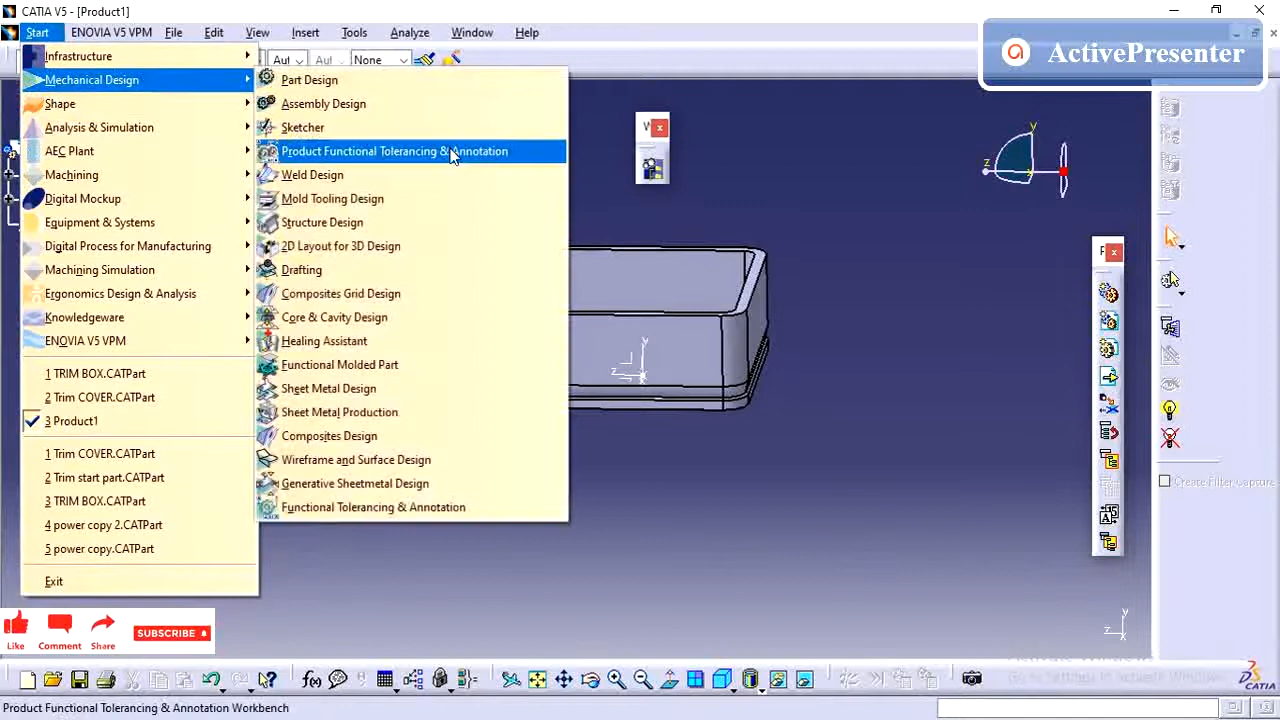 CATIA V5 - [Product1]
Start ENOVIA V5 VPM File Edit View Insert Tools Analyze Window Help
ActivePresenter
Aut Aut None
Infrastructure
Mechanical Design
Shape
Analysis & Simulation
AEC Plant
Machining
Digital Mockup
Equipment & Systems
Digital Process for Manufacturing
Machining Simulation
Ergonomics Design & Analysis
Knowledgeware
ENOVIA V5 VPM
1 TRIM BOX.CATPart
2 Trim COVER.CATPart
3 Product1
1 Trim COVER.CATPart
2 Trim start part.CATPart
3 TRIM BOX.CATPart
4 power copy 2.CATPart
5 power copy.CATPart
Exit
Part Design
Assembly Design
Sketcher
Product Functional Tolerancing & Annotation
Weld Design
Mold Tooling Design
Structure Design
2D Layout for 3D Design
Drafting
Composites Grid Design
Core & Cavity Design
Healing Assistant
Functional Molded Part
Sheet Metal Design
Sheet Metal Production
Composites Design
Wireframe and Surface Design
Generative Sheetmetal Design
Functional Tolerancing & Annotation
y
z
x
y
z
x
Create Filter Capture
y
z
x
Like Comment Share SUBSCRIBE
f(x)
CATIA
Product Functional Tolerancing & Annotation Workbench